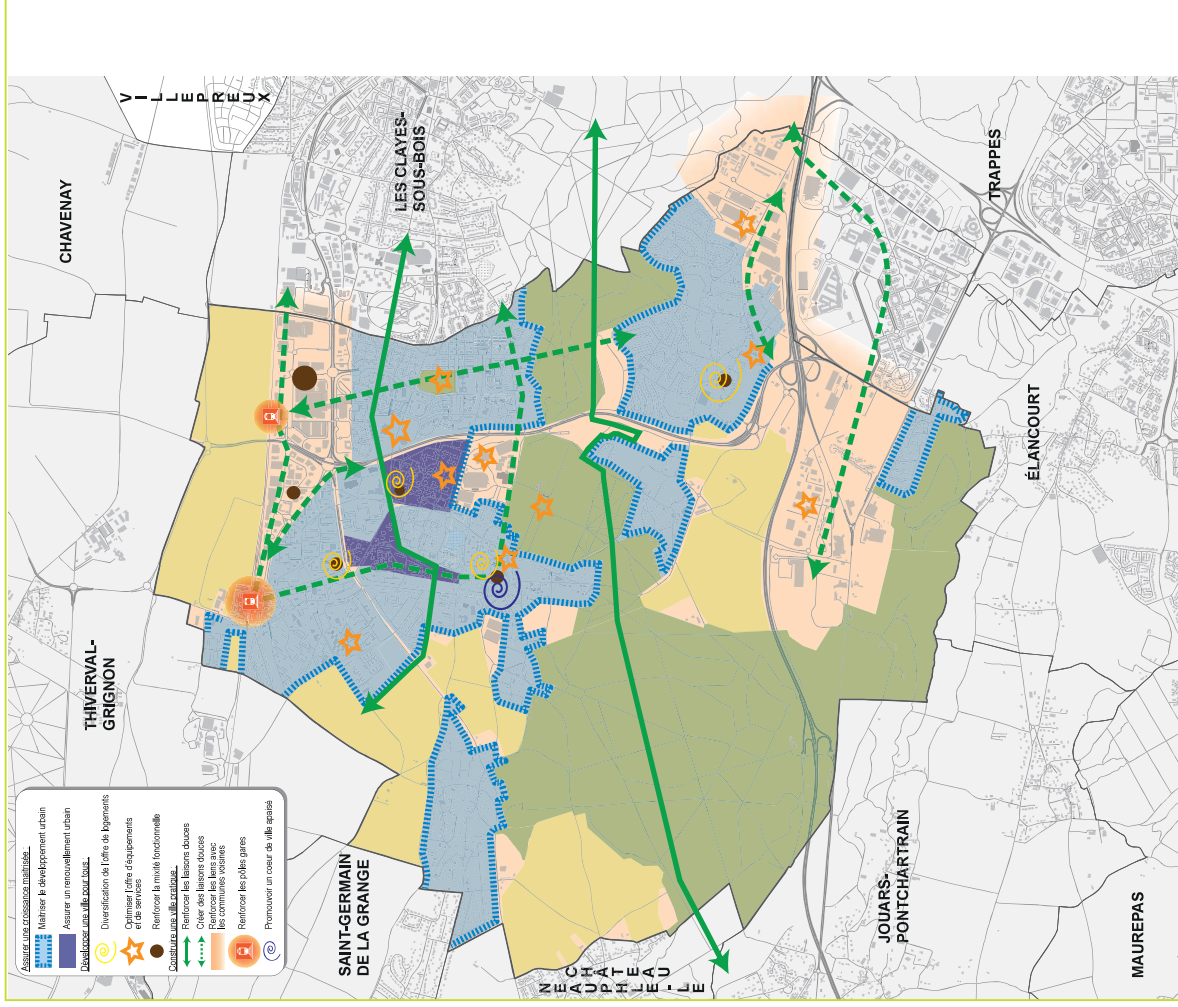 VILLEPREUX
CHAVENAY
LES CLAYES-
SOUS-BOIS
TRAPPES
ÉLANCOURT
THIVERVAL-
GRIGNON
SAINT-GERMAIN
DE LA GRANGE
NEAUPHLE-LE
CHÂTEAU
JOUARS-
PONTCHARTRAIN
MAUREPAS
Assurer une croissance maitrisée :
Maitriser le développement urbain
Assurer un renouvellement urbain
Développer une ville pour tous :
Diversification de l'offre de logements
Optimiser l'offre d'équipements
et de services
Renforcer la mixité fonctionnelle
Construire une ville pratique :
Renforcer les liaisons douces
Créer des liaisons douces
Renforcer les liens avec
les communes voisines
Renforcer les pôles gares
Promouvoir un coeur de ville apaisé